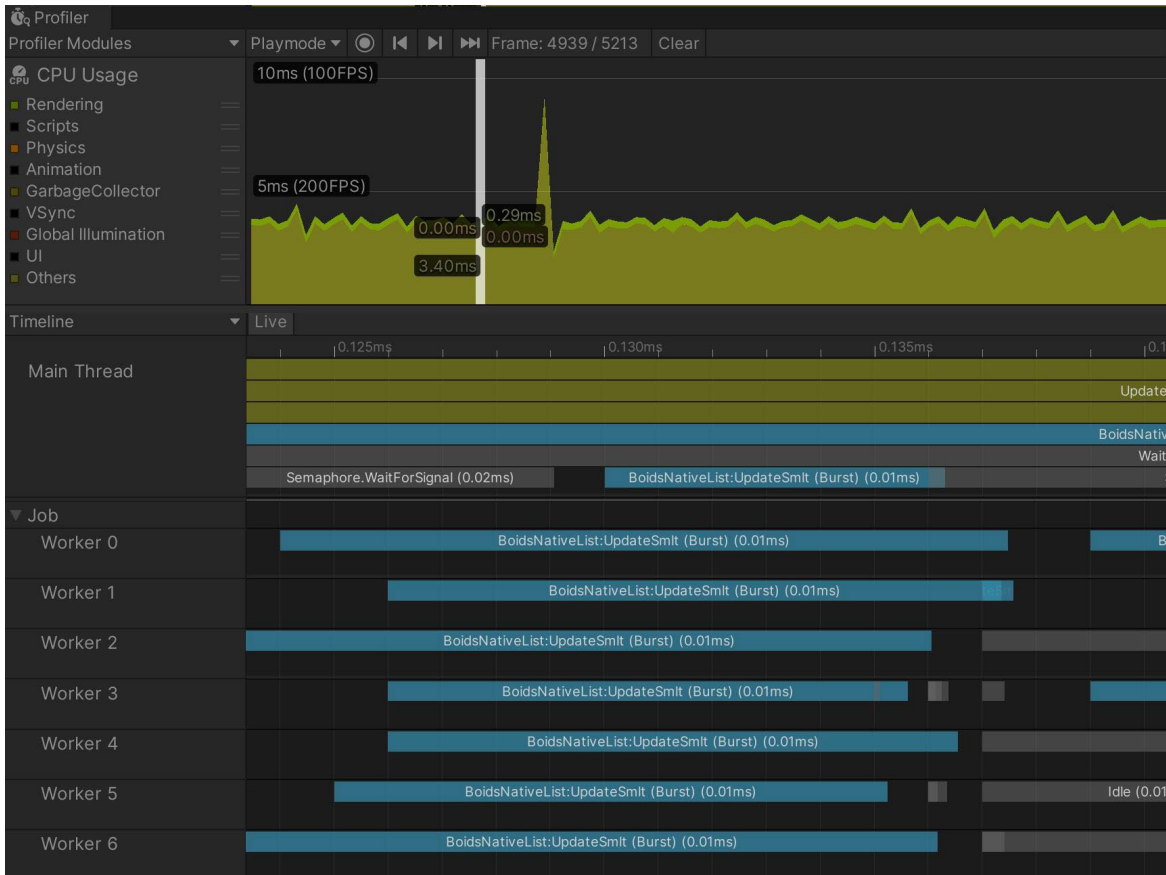 Profiler
Profiler Modules Playmode Frame: 4939 / 5213 Clear
CPU Usage
CPU
Rendering
Scripts
Physics
Animation
GarbageCollector
VSync
Global Illumination
UI
Others
10ms (100FPS)
5ms (200FPS)
0.00ms 0.29ms
0.00ms
3.40ms
Timeline Live
0.125ms 0.130ms 0.135ms 0.1
Main Thread
Update
BoidsNativ
Wait
Semaphore.WaitForSignal (0.02ms) BoidsNativeList:UpdateSmlt (Burst) (0.01ms)
Job
Worker 0 BoidsNativeList:UpdateSmlt (Burst) (0.01ms) B
Worker 1 BoidsNativeList:UpdateSmlt (Burst) (0.01ms)
Worker 2 BoidsNativeList:UpdateSmlt (Burst) (0.01ms)
Worker 3 BoidsNativeList:UpdateSmlt (Burst) (0.01ms)
Worker 4 BoidsNativeList:UpdateSmlt (Burst) (0.01ms)
Worker 5 BoidsNativeList:UpdateSmlt (Burst) (0.01ms) Idle (0.01
Worker 6 BoidsNativeList:UpdateSmlt (Burst) (0.01ms)